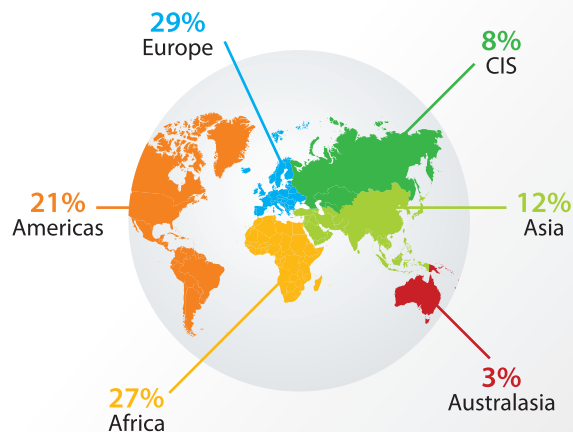 29%
Europe
8%
CIS
21%
Americas
12%
Asia
27%
Africa
3%
Australasia